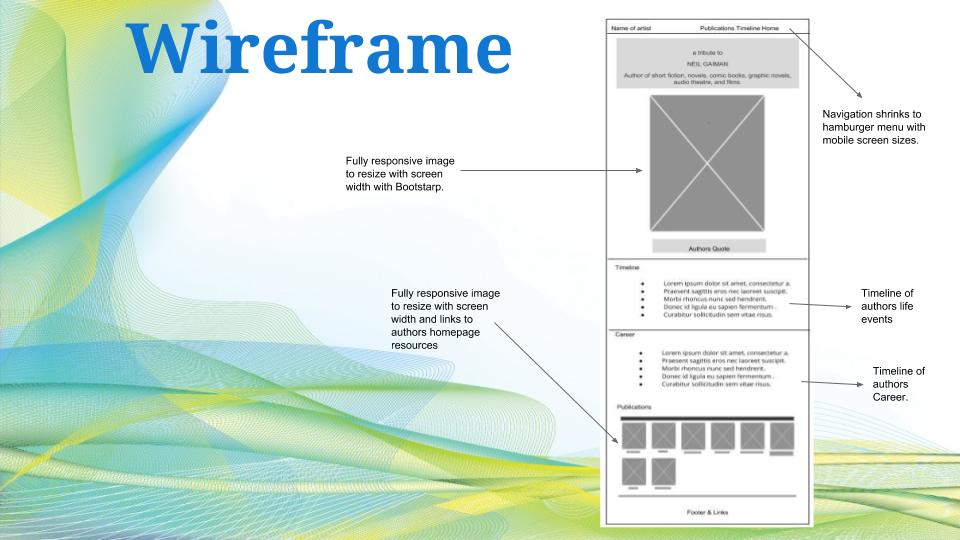 Wireframe
Name of artist
Publications Timeline Home
a tribute to
NEIL GAIMAN
Author of short fiction, novels, comic books, graphic novels,
audio theatre, and films.
Navigation shrinks to
hamburger menu with
mobile screen sizes.
Fully responsive image
to resize with screen
width with Bootstarp.
Authors Quote
Timeline
Lorem ipsum dolor sit amet, consectetur a.
Praesent sagittis eros nec laoreet suscipit.
Morbi rhoncus nunc sed hendrerit.
Donec id ligula eu sapien fermentum .
Curabitur sollicitudin sem vitae risus.
Fully responsive image
to resize with screen
width and links to
authors homepage
resources
Timeline of
authors life
events
Career
Lorem ipsum dolor sit amet, consectetur a.
Praesent sagittis eros nec laoreet suscipit.
Morbi rhoncus nunc sed hendrerit.
Donec id ligula eu sapien fermentum .
Curabitur sollicitudin sem vitae risus.
Timeline of
authors
Career.
Publications
Footer & Links